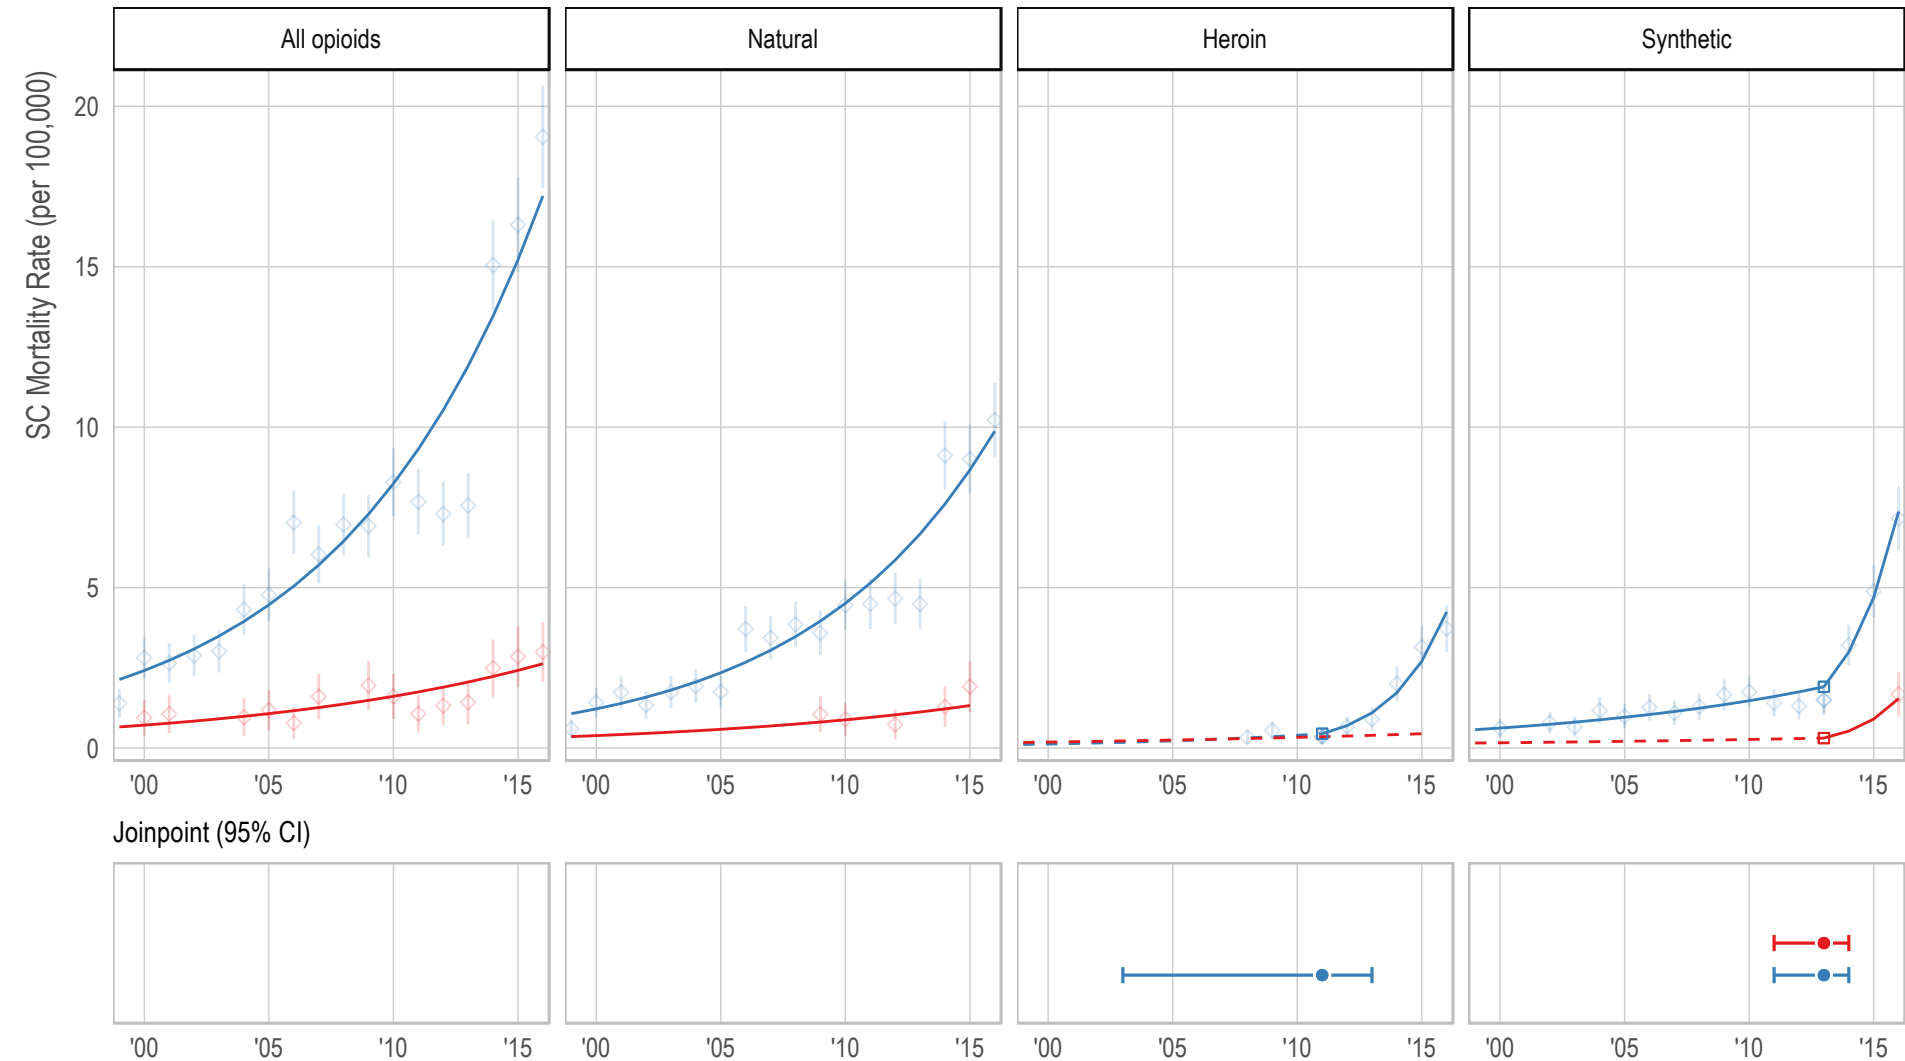 All opioids Natural Heroin Synthetic
SC Mortality Rate (per 100,000)
20
15
10
5
0
'00 '05 '10 '15 '00 '05 '10 '15 '00 '05 '10 '15 '00 '05 '10 '15
Joinpoint (95% CI)
'00 '05 '10 '15 '00 '05 '10 '15 '00 '05 '10 '15 '00 '05 '10 '15